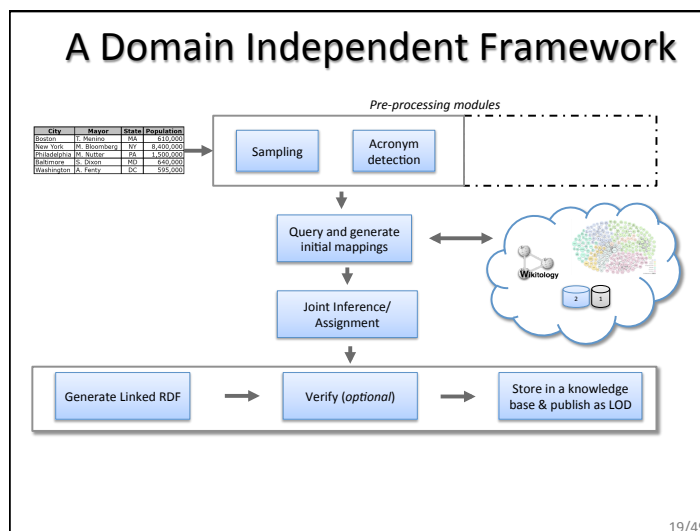 A Domain Independent Framework
Pre-processing modules
City Mayor State Population
Boston T. Menino MA 610,000
New York M. Bloomberg NY 8,400,000
Philadelphia M. Nutter PA 1,500,000
Baltimore S. Dixon MD 640,000
Washington A. Fenty DC 595,000
Sampling
Acronym
detection
Query and generate
initial mappings
Wikitology
2 1
Joint Inference/
Assignment
Generate Linked RDF
Verify (optional)
Store in a knowledge
base & publish as LOD